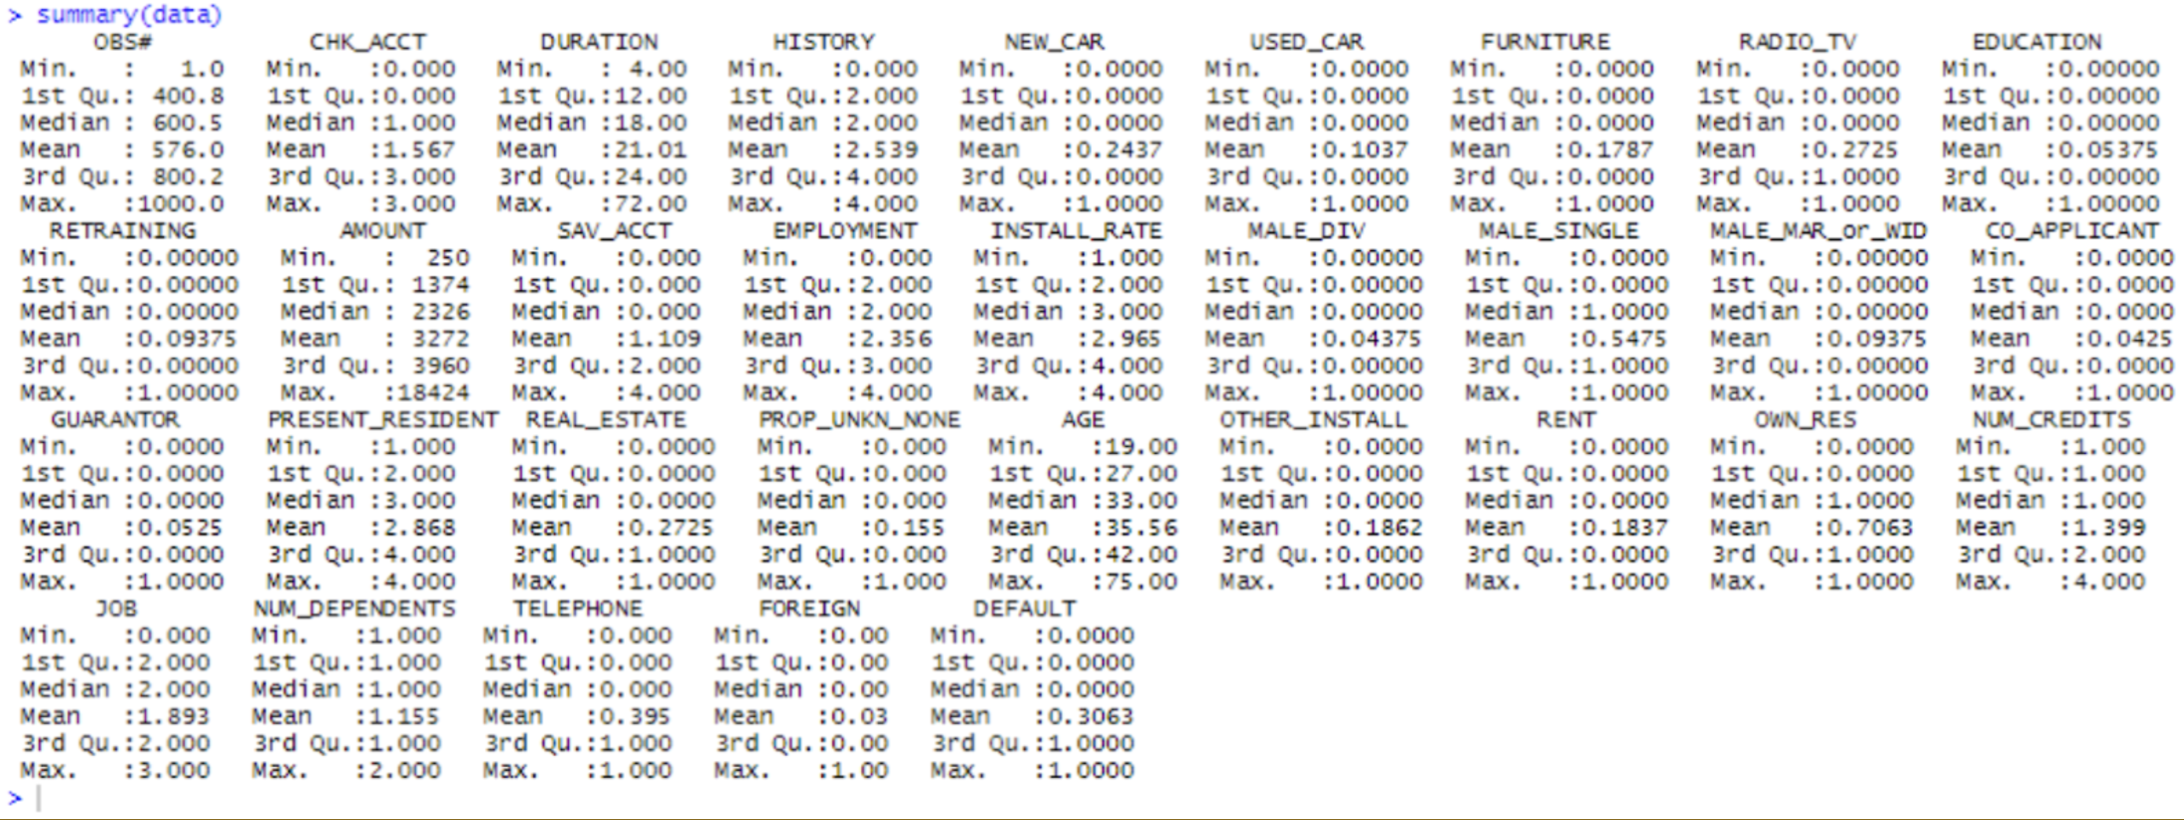 > summary(data)
OBS# CHK_ACCT DURATION HISTORY NEW_CAR USED_CAR FURNITURE RADIO_TV EDUCATION
Min. : 1.0 Min. :0.000 Min. : 4.00 Min. :0.000 Min. :0.0000 Min. :0.0000 Min. :0.0000 Min. :0.0000 Min. :0.00000
1st Qu.: 400.8 1st Qu.:0.000 1st Qu.:12.00 1st Qu.:2.000 1st Qu.:0.0000 1st Qu.:0.0000 1st Qu.:0.0000 1st Qu.:0.0000 1st Qu.:0.00000
Median : 600.5 Median :1.000 Median :18.00 Median :2.000 Median :0.0000 Median :0.0000 Median :0.0000 Median :0.0000 Median :0.00000
Mean : 576.0 Mean :1.567 Mean :21.01 Mean :2.539 Mean :0.2437 Mean :0.1037 Mean :0.1787 Mean :0.2725 Mean :0.05375
3rd Qu.: 800.2 3rd Qu.:3.000 3rd Qu.:24.00 3rd Qu.:4.000 3rd Qu.:0.0000 3rd Qu.:0.0000 3rd Qu.:0.0000 3rd Qu.:1.0000 3rd Qu.:0.00000
Max. :1000.0 Max. :3.000 Max. :72.00 Max. :4.000 Max. :1.0000 Max. :1.0000 Max. :1.0000 Max. :1.0000 Max. :1.00000
RETRAINING AMOUNT SAV_ACCT EMPLOYMENT INSTALL_RATE MALE_DIV MALE_SINGLE MALE_MAR_or_WID CO_APPLICANT
Min. :0.00000 Min. : 250 Min. :0.000 Min. :0.000 Min. :1.000 Min. :0.00000 Min. :0.0000 Min. :0.00000 Min. :0.0000
1st Qu.:0.00000 1st Qu.: 1374 1st Qu.:0.000 1st Qu.:2.000 1st Qu.:2.000 1st Qu.:0.00000 1st Qu.:0.0000 1st Qu.:0.00000 1st Qu.:0.0000
Median :0.00000 Median : 2326 Median :0.000 Median :2.000 Median :3.000 Median :0.00000 Median :1.0000 Median :0.00000 Median :0.0000
Mean :0.09375 Mean : 3272 Mean :1.109 Mean :2.356 Mean :2.965 Mean :0.04375 Mean :0.5475 Mean :0.09375 Mean :0.0425
3rd Qu.:0.00000 3rd Qu.: 3960 3rd Qu.:2.000 3rd Qu.:3.000 3rd Qu.:4.000 3rd Qu.:0.00000 3rd Qu.:1.0000 3rd Qu.:0.00000 3rd Qu.:0.0000
Max. :1.00000 Max. :18424 Max. :4.000 Max. :4.000 Max. :4.000 Max. :1.00000 Max. :1.0000 Max. :1.00000 Max. :1.0000
GUARANTOR PRESENT_RESIDENT REAL_ESTATE PROP_UNKN_NONE AGE OTHER_INSTALL RENT OWN_RES NUM_CREDITS
Min. :0.0000 Min. :1.000 Min. :0.0000 Min. :0.000 Min. :19.00 Min. :0.0000 Min. :0.0000 Min. :0.0000 Min. :1.000
1st Qu.:0.0000 1st Qu.:2.000 1st Qu.:0.0000 1st Qu.:0.000 1st Qu.:27.00 1st Qu.:0.0000 1st Qu.:0.0000 1st Qu.:0.0000 1st Qu.:1.000
Median :0.0000 Median :3.000 Median :0.0000 Median :0.000 Median :33.00 Median :0.0000 Median :0.0000 Median :1.0000 Median :1.000
Mean :0.0525 Mean :2.868 Mean :0.2725 Mean :0.155 Mean :35.56 Mean :0.1862 Mean :0.1837 Mean :0.7063 Mean :1.399
3rd Qu.:0.0000 3rd Qu.:4.000 3rd Qu.:1.0000 3rd Qu.:0.000 3rd Qu.:42.00 3rd Qu.:0.0000 3rd Qu.:0.0000 3rd Qu.:1.0000 3rd Qu.:2.000
Max. :1.0000 Max. :4.000 Max. :1.0000 Max. :1.000 Max. :75.00 Max. :1.0000 Max. :1.0000 Max. :1.0000 Max. :4.000
JOB NUM_DEPENDENTS TELEPHONE FOREIGN DEFAULT
Min. :0.000 Min. :1.000 Min. :0.000 Min. :0.00 Min. :0.0000
1st Qu.:2.000 1st Qu.:1.000 1st Qu.:0.000 1st Qu.:0.00 1st Qu.:0.0000
Median :2.000 Median :1.000 Median :0.000 Median :0.00 Median :0.0000
Mean :1.893 Mean :1.155 Mean :0.395 Mean :0.03 Mean :0.3063
3rd Qu.:2.000 3rd Qu.:1.000 3rd Qu.:1.000 3rd Qu.:0.00 3rd Qu.:1.0000
Max. :3.000 Max. :2.000 Max. :1.000 Max. :1.00 Max. :1.0000
>